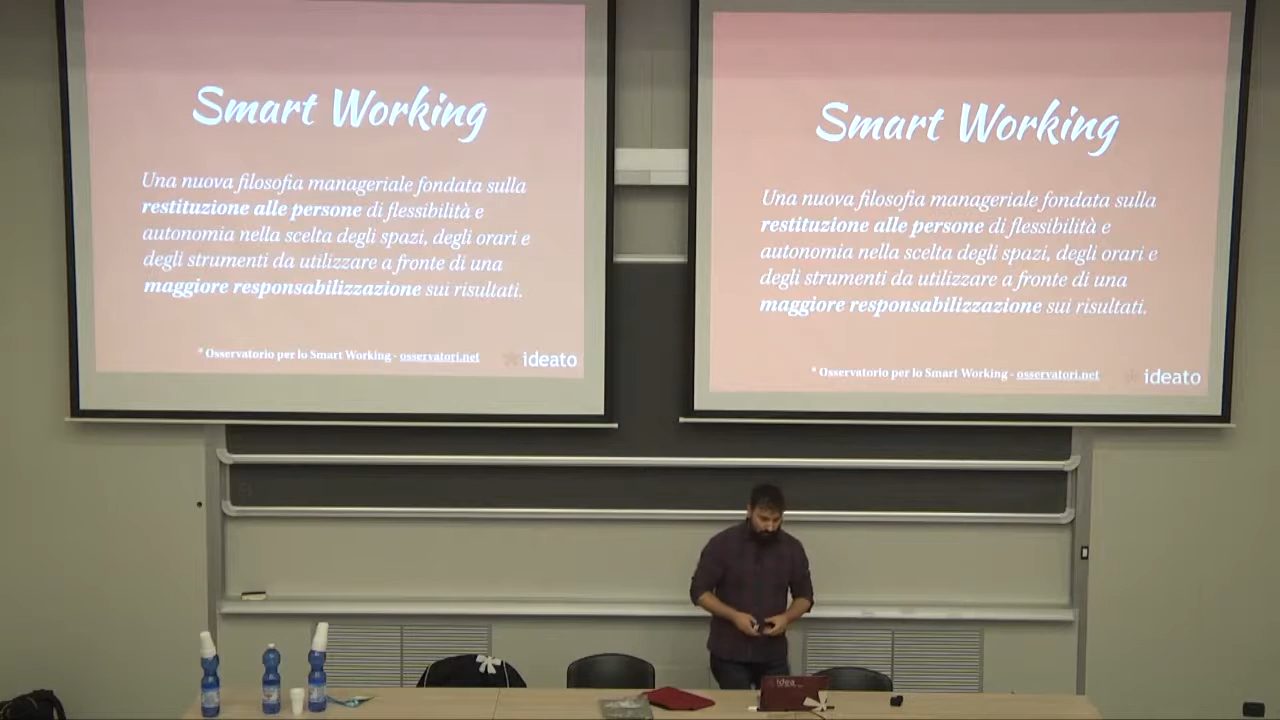 Smart Working
Una nuova filosofia manageriale fondata sulla
restituzione alle persone di flessibilità e
autonomia nella scelta degli spazi, degli orari e
degli strumenti da utilizzare a fronte di una
maggiore responsabilizzazione sui risultati.
* Osservatorio per lo Smart Working - osservatori.net
ideato
Smart Working
Una nuova filosofia manageriale fondata sulla
restituzione alle persone di flessibilità e
autonomia nella scelta degli spazi, degli orari e
degli strumenti da utilizzare a fronte di una
maggiore responsabilizzazione sui risultati.
* Osservatorio per lo Smart Working - osservatori.net
ideato
idea